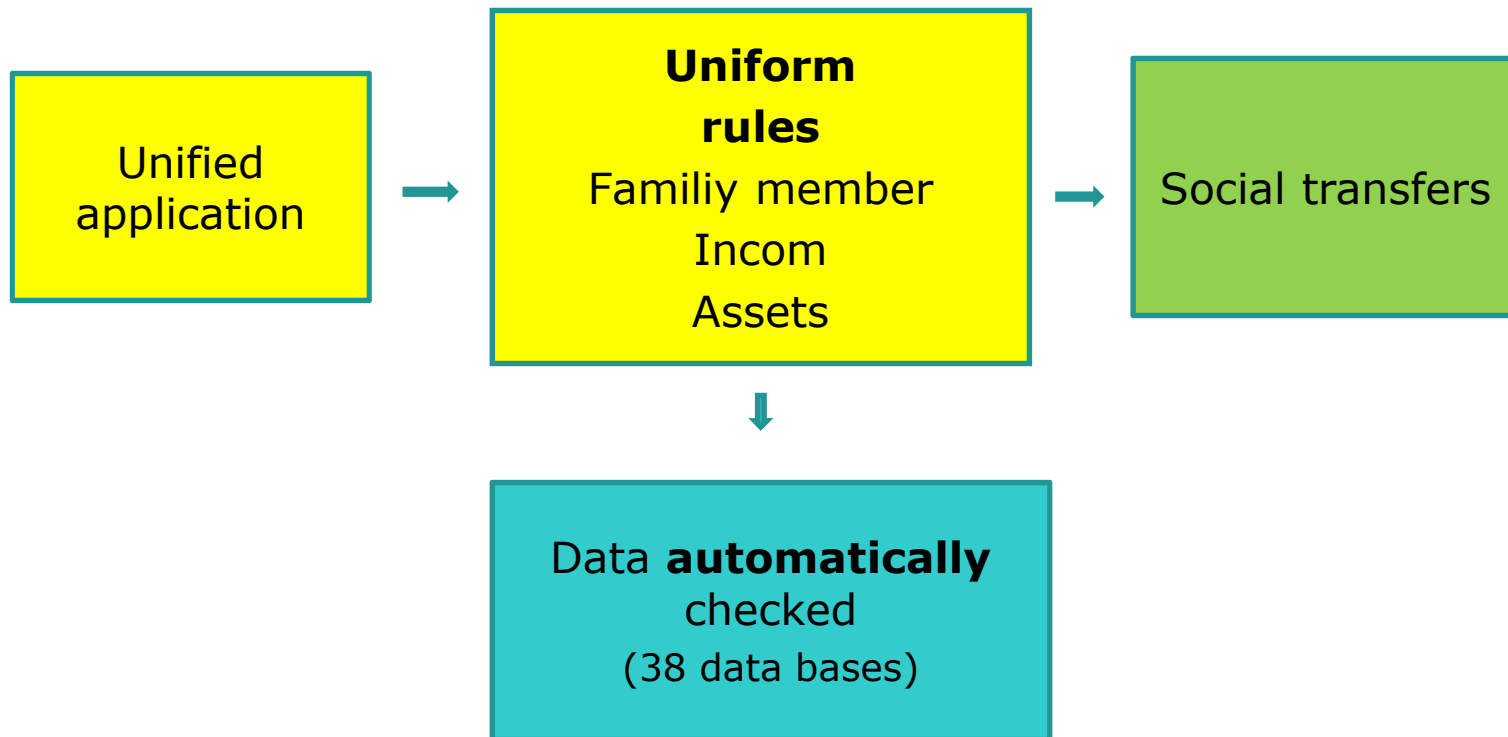 Unified
application
Uniform
rules
Familiy member
Incom
Assets
Social transfers
Data automatically
checked
(38 data bases)